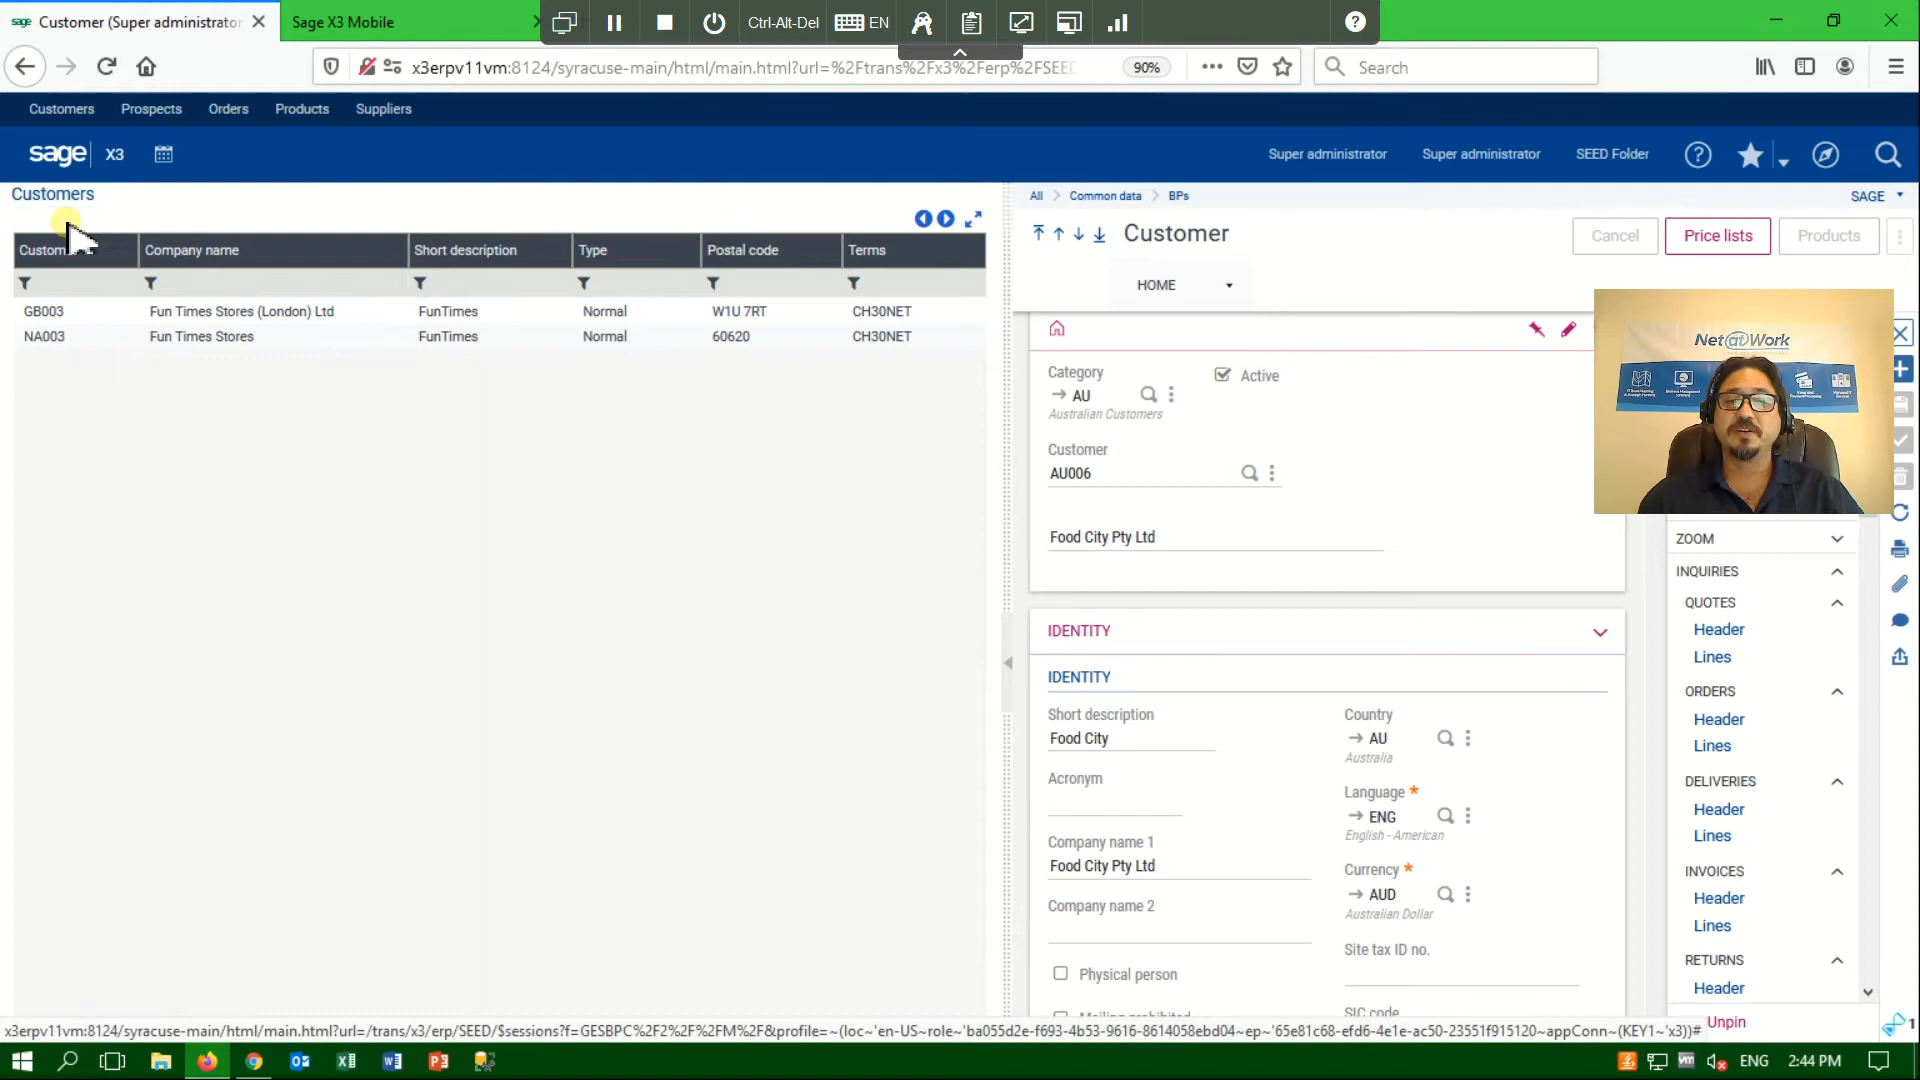 sage Customer (Super administrator
Sage X3 Mobile
Ctrl-Alt-Del
EN
x3erpv11vm:8124/syracuse-main/html/main.html?url=%2Ftrans%2Fx3%2Ferp%2FSEED
90%
Search
Customers Prospects Orders Products Suppliers
sage X3
Super administrator Super administrator SEED Folder
Customers
All Common data BPs
SAGE
Customer
Cancel Price lists Products
HOME
Custom Company name Short description Type Postal code Terms
GB003 Fun Times Stores (London) Ltd FunTimes Normal W1U 7RT CH30NET
NA003 Fun Times Stores FunTimes Normal 60620 CH30NET
Category
AU
Australian Customers
Active
Customer
AU006
Food City Pty Ltd
Net@Work
IDENTITY
IDENTITY
Short description
Food City
Acronym
Company name 1
Food City Pty Ltd
Company name 2
Physical person
Country
AU
Australia
Language *
ENG
English - American
Currency *
AUD
Australian Dollar
Site tax ID no.
SIC code
ZOOM
INQUIRIES
QUOTES
Header
Lines
ORDERS
Header
Lines
DELIVERIES
Header
Lines
INVOICES
Header
Lines
RETURNS
Header
Unpin
1
x3erpv11vm:8124/syracuse-main/html/main.html?url=/trans/x3/erp/SEED/$sessions?f=GESBPC%2F2%2F%2FM%2F&profile=~(loc~'en-US~role~'ba055d2e-f693-4b53-9616-8614058ebd04~ep~'65e81c68-efd6-4e1e-ac50-23551f915120~appConn~(KEY1~'x3))#
ENG 2:44 PM